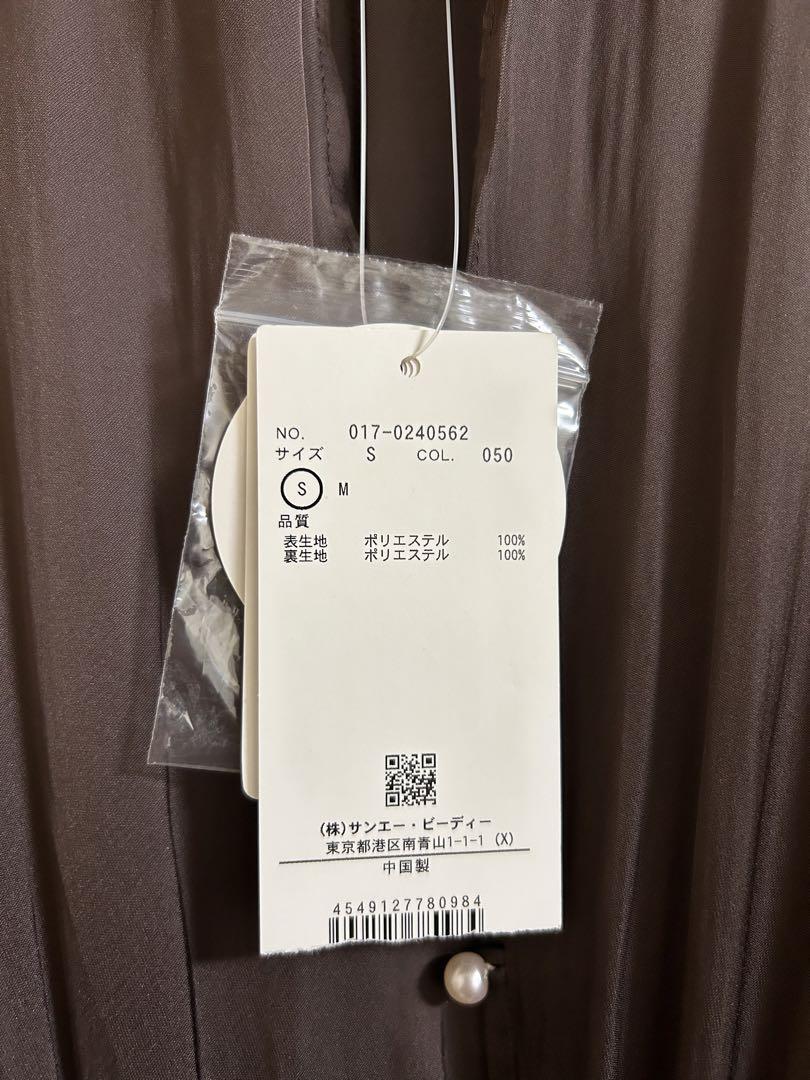 NO. 017-0240562
サイズ S COL. 050
S M
品質
表生地 ポリエステル 100%
裏生地 ポリエステル 100%
(株)サンエー・ビーディー
東京都港区南青山1-1-1 (X)
中国製
4549127780984